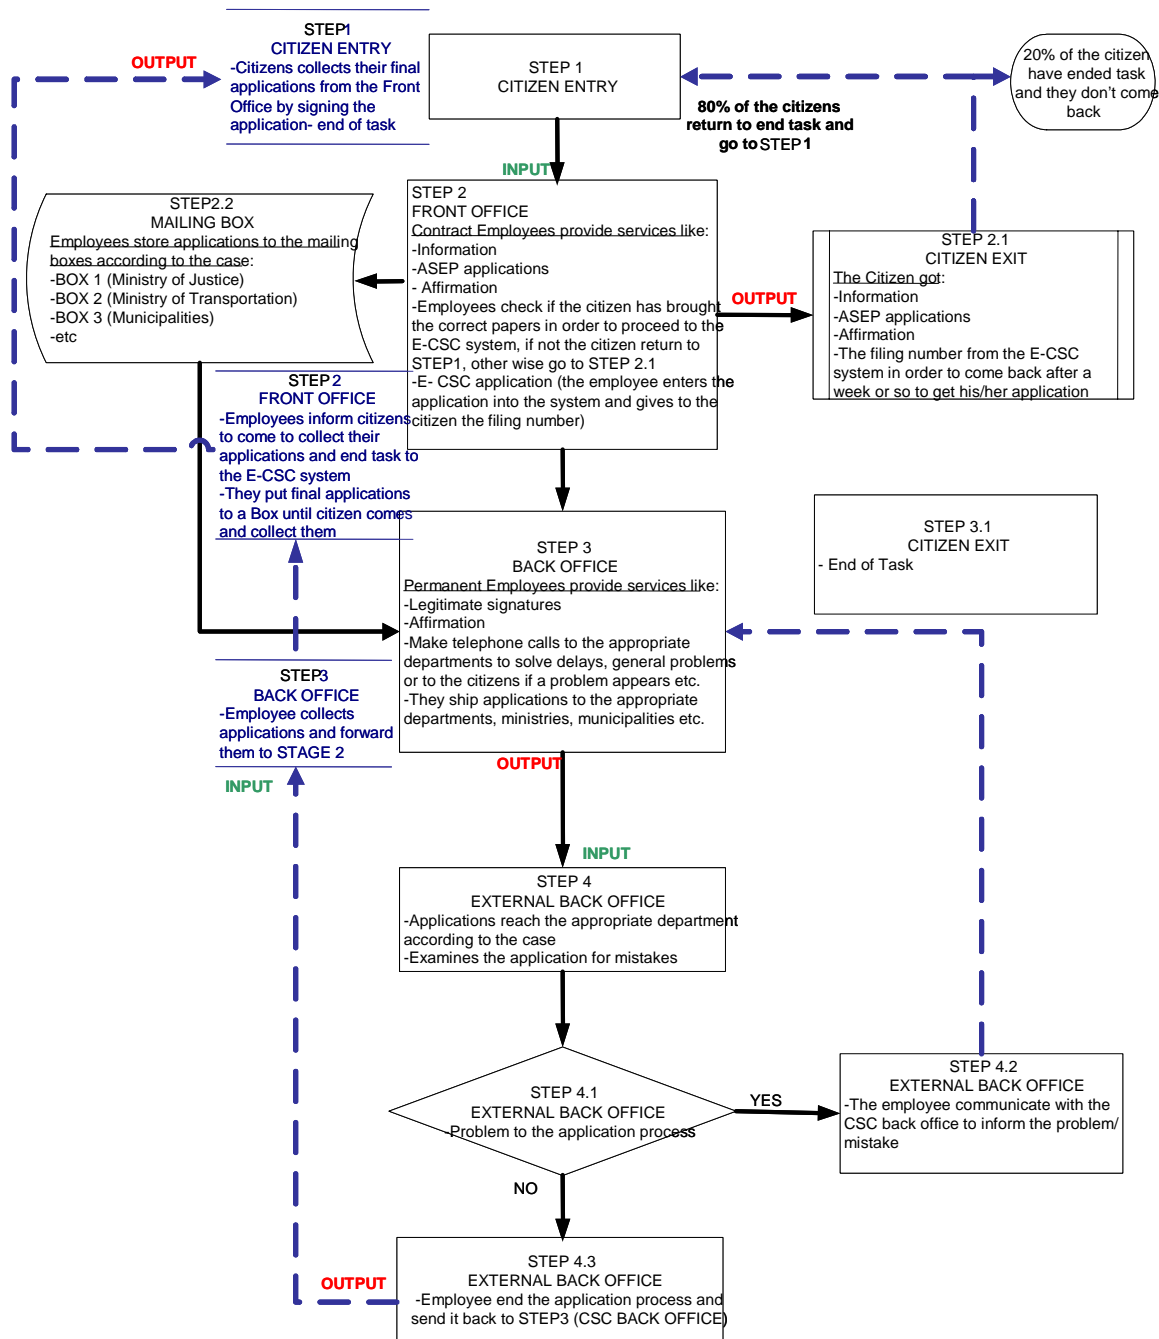 STEP1
CITIZEN ENTRY
-Citizens collects their final
applications from the Front
Office by signing the
application- end of task
OUTPUT
STEP 1
CITIZEN ENTRY
20% of the citizen
have ended task
and they don't come
back
80% of the citizens
return to end task and
go to STEP 1
INPUT
STEP 2
FRONT OFFICE
Contract Employees provide services like:
-Information
-ASEP applications
- Affirmation
-Employees check if the citizen has brought
the correct papers in order to proceed to the
E-CSC system, if not the citizen return to
STEP1, other wise go to STEP 2.1
-E- CSC application (the employee enters the
application into the system and gives to the
citizen the filing number)
STEP2.2
MAILING BOX
Employees store applications to the mailing
boxes according to the case:
-BOX 1 (Ministry of Justice)
-BOX 2 (Ministry of Transportation)
-BOX 3 (Municipalities)
-etc
OUTPUT
STEP 2.1
CITIZEN EXIT
The Citizen got:
-Information
-ASEP applications
-Affirmation
-The filing number from the E-CSC
system in order to come back after a
week or so to get his/her application
STEP 2
FRONT OFFICE
-Employees inform citizens
to come to collect their
applications and end task to
the E-CSC system
-They put final applications
to a Box until citizen comes
and collect them
STEP 3
BACK OFFICE
Permanent Employees provide services like:
-Legitimate signatures
-Affirmation
-Make telephone calls to the appropriate
departments to solve delays, general problems
or to the citizens if a problem appears etc.
-They ship applications to the appropriate
departments, ministries, municipalities etc.
STEP 3.1
CITIZEN EXIT
- End of Task
STEP3
BACK OFFICE
-Employee collects
applications and forward
them to STAGE 2
INPUT
OUTPUT
INPUT
STEP 4
EXTERNAL BACK OFFICE
-Applications reach the appropriate department
according to the case
-Examines the application for mistakes
STEP 4.1
EXTERNAL BACK OFFICE
-Problem to the application process
YES
NO
STEP 4.2
EXTERNAL BACK OFFICE
-The employee communicate with the
CSC back office to inform the problem/
mistake
OUTPUT
STEP 4.3
EXTERNAL BACK OFFICE
-Employee end the application process and
send it back to STEP3 (CSC BACK OFFICE)